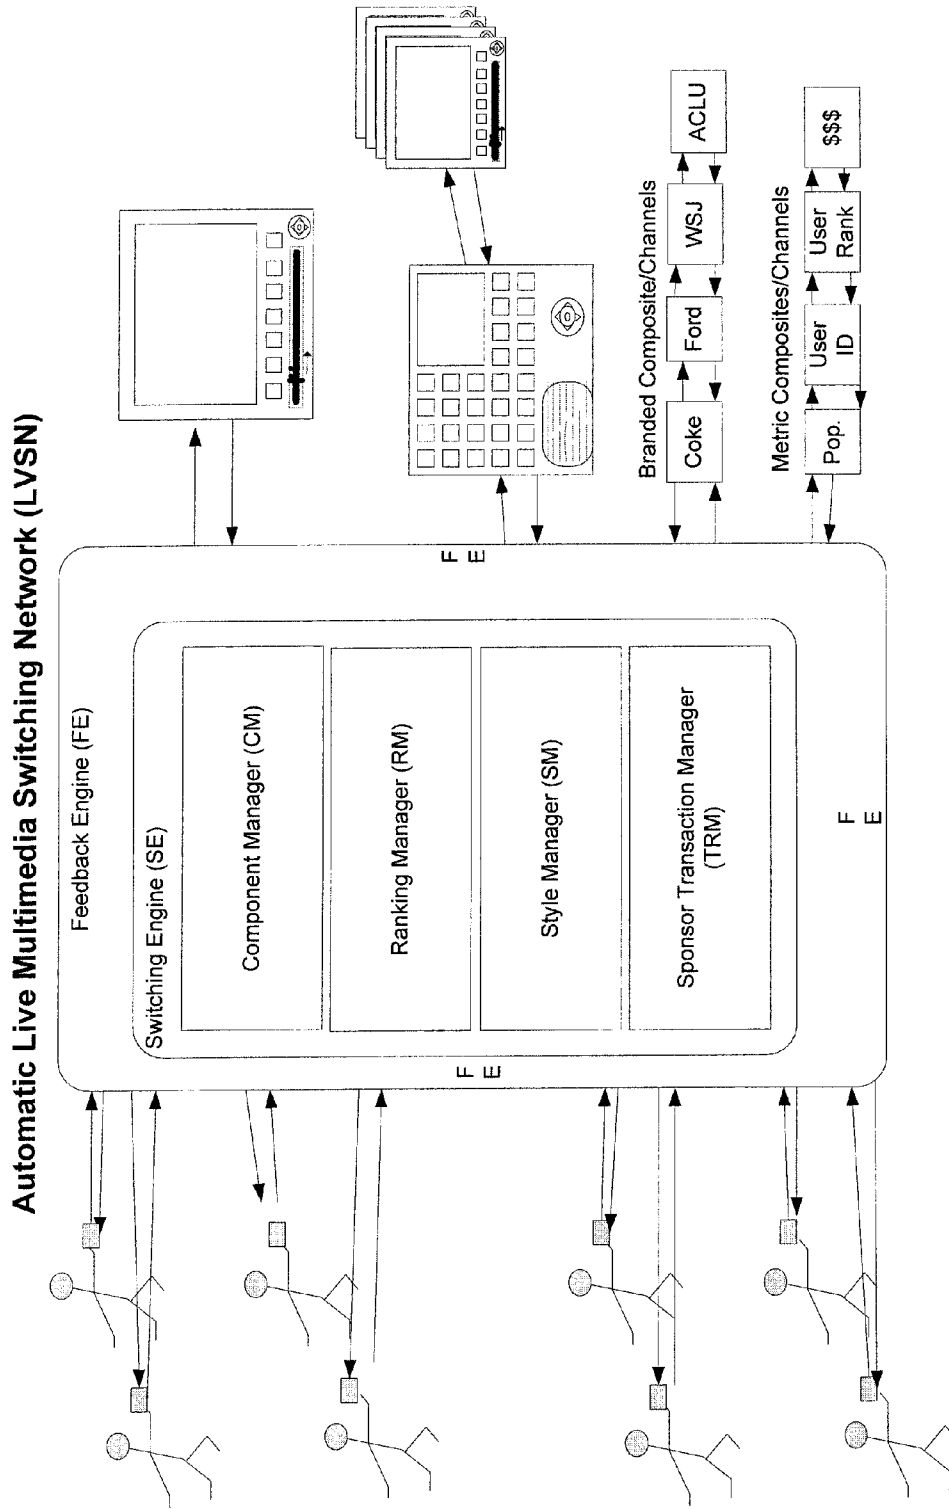 Automatic Live Multimedia Switching Network (LVSN)
Feedback Engine (FE)
Switching Engine (SE)
Component Manager (CM)
Ranking Manager (RM)
Style Manager (SM)
Sponsor Transaction Manager
(TRM)
F
E
F
E
F
E
Branded Composite/Channels
Coke
Ford
WSJ
ACLU
Metric Composites/Channels
Pop.
User
ID
User
Rank
$$$